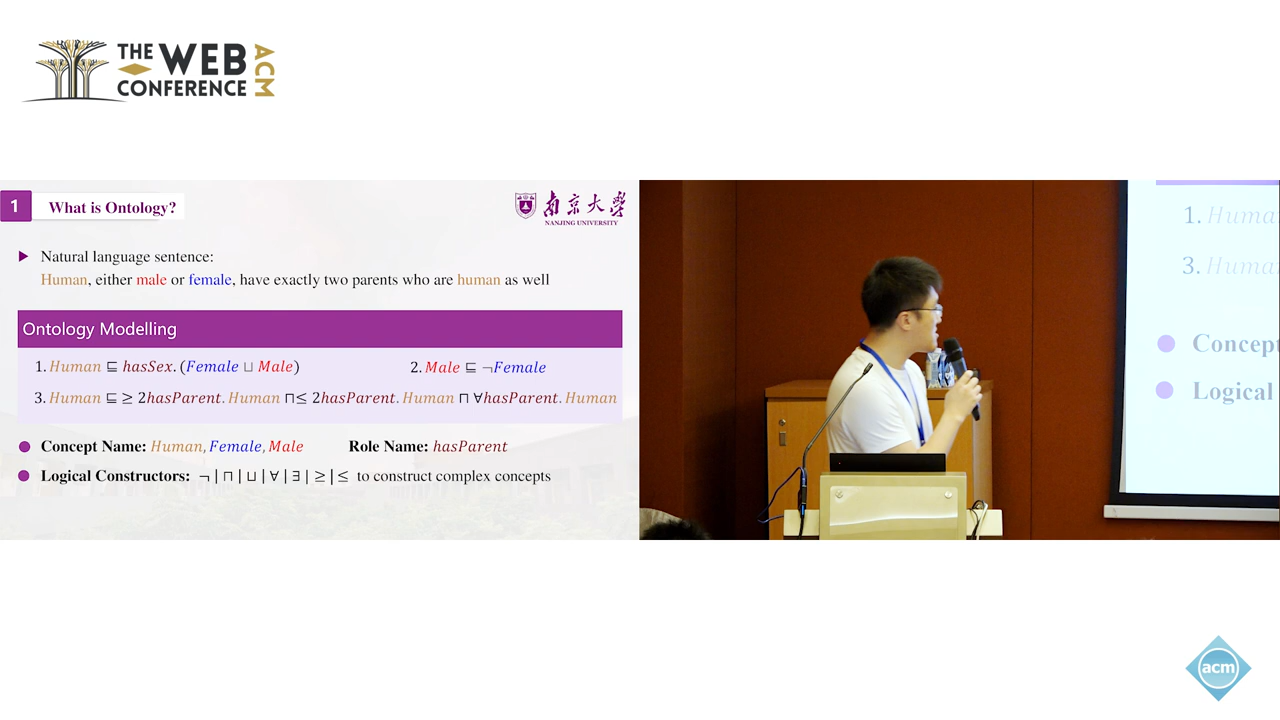 THE WEB CONFERENCE ACM
1 What is Ontology?
南京大学
NANJING UNIVERSITY
Natural language sentence:
Human, either male or female, have exactly two parents who are human as well
Ontology Modelling
1. Human ⊑ hasSex. (Female ⊔ Male)
2. Male ⊑ ¬Female
3. Human ⊑≥ 2hasParent. Human ⊓≤ 2hasParent. Human ⊓ ∀hasParent. Human
Concept Name: Human, Female, Male
Role Name: hasParent
Logical Constructors: ¬ | ⊓ | ⊔ | ∀ | ∃ | ≥ | ≤ to construct complex concepts
1. Huma
3. Huma
Concept
Logical
acm